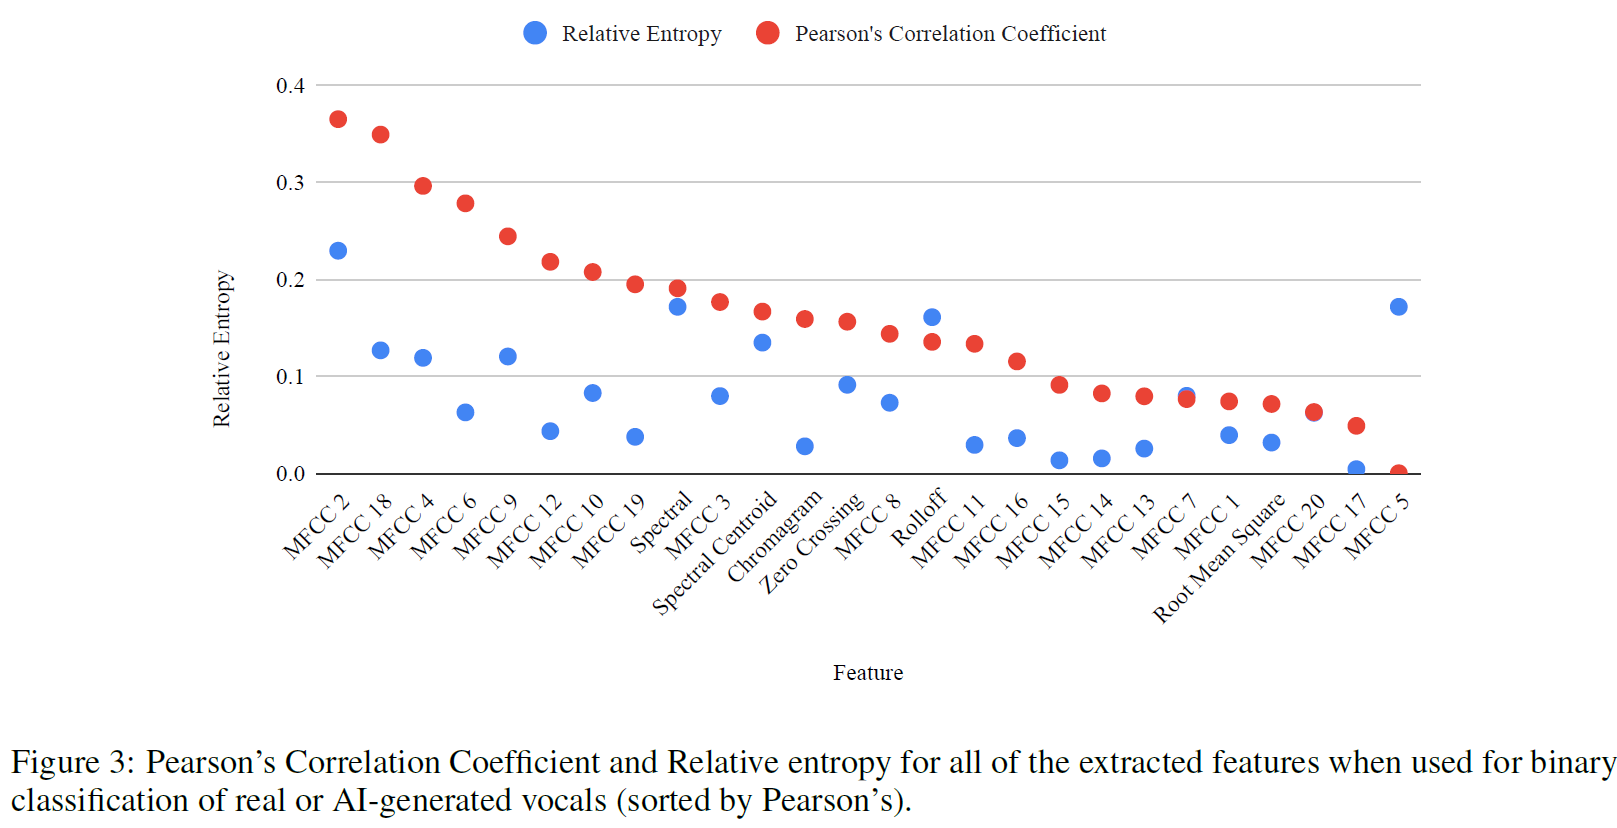 Relative Entropy
Pearson's Correlation Coefficient
0.4
0.3
0.2
0.1
0.0
Relative Entropy
MFCC 2
MFCC 18
MFCC 4
MFCC 6
MFCC 9
MFCC 12
MFCC 10
MFCC 19
Spectral
MFCC 3
Spectral Centroid
Chromagram
Zero Crossing
MFCC 8
Rolloff
MFCC 11
MFCC 16
MFCC 15
MFCC 14
MFCC 13
MFCC 7
MFCC 1
Root Mean Square
MFCC 20
MFCC 17
MFCC 5
Feature
Figure 3: Pearson’s Correlation Coefficient and Relative entropy for all of the extracted features when used for binary
classification of real or AI-generated vocals (sorted by Pearson’s).